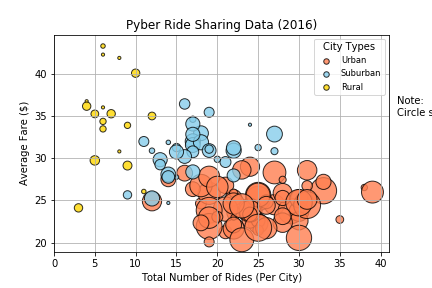 Pyber Ride Sharing Data (2016)
Average Fare ($)
40
35
30
25
20
City Types
Urban
Suburban
Rural
Note:
Circle s
0 5 10 15 20 25 30 35 40
Total Number of Rides (Per City)